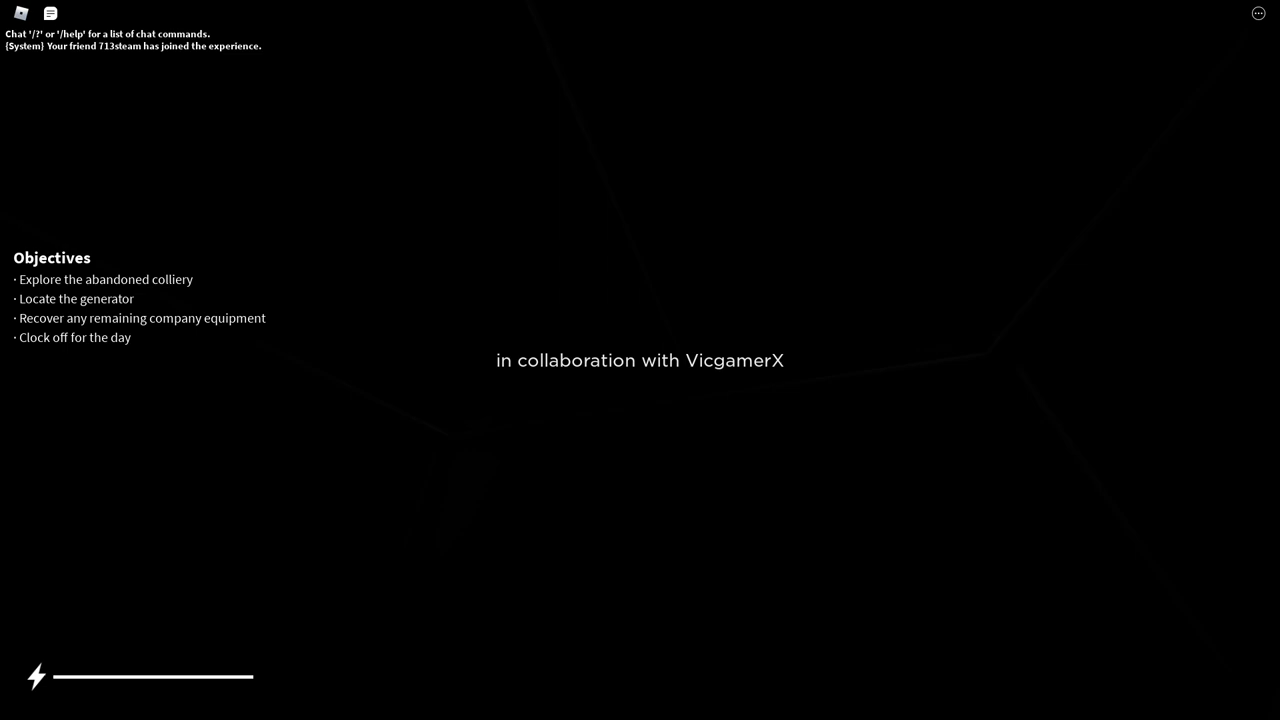 Chat '/?' or '/help' for a list of chat commands.
{System} Your friend 713steam has joined the experience.
Objectives
· Explore the abandoned colliery
· Locate the generator
· Recover any remaining company equipment
· Clock off for the day
in collaboration with VicgamerX